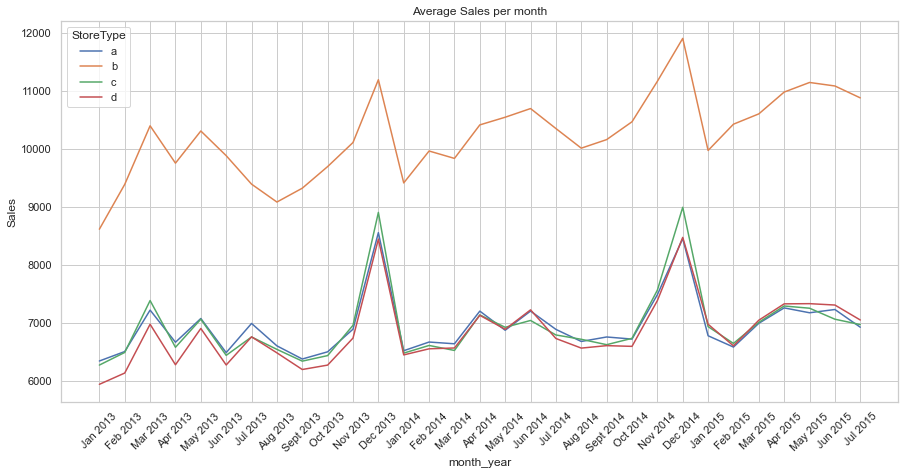 Average Sales per month
StoreType
a
b
c
d
12000
11000
10000
9000
8000
7000
6000
Sales
Jan 2013
Feb 2013
Mar 2013
Apr 2013
May 2013
Jun 2013
Jul 2013
Aug 2013
Sept 2013
Oct 2013
Nov 2013
Dec 2013
Jan 2014
Feb 2014
Mar 2014
Apr 2014
May 2014
Jun 2014
Jul 2014
Aug 2014
Sept 2014
Oct 2014
Nov 2014
Dec 2014
Jan 2015
Feb 2015
Mar 2015
Apr 2015
May 2015
Jun 2015
Jul 2015
month_year